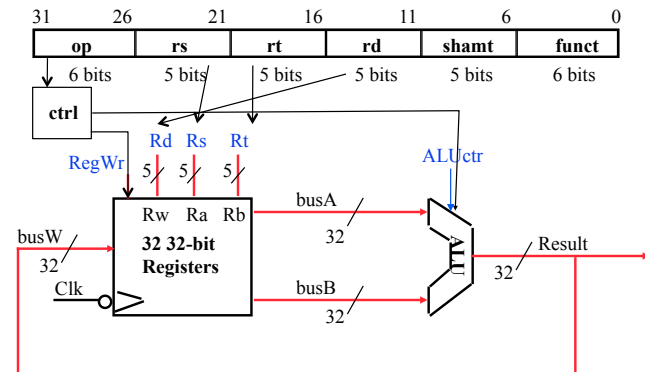 31 26 21 16 11 6 0
op rs rt rd shamt funct
6 bits 5 bits 5 bits 5 bits 5 bits 6 bits
ctrl
Rd Rs Rt ALUctr
RegWr 5 5 5
Rw Ra Rb busA
busW 32 32-bit 32 ALU Result
32 Registers 32
Clk busB
32